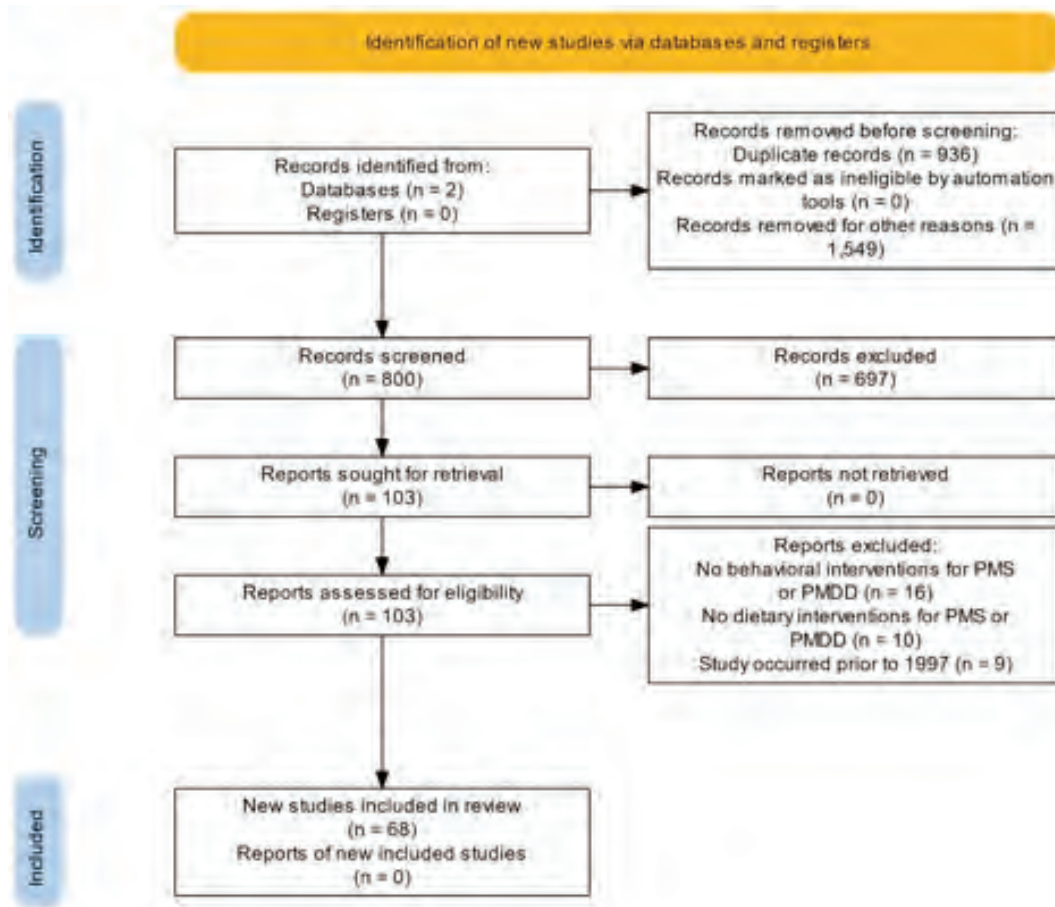 Identification of new studies via databases and registers
Identification
Records identified from:
Databases (n = 2)
Registers (n = 0)
Records removed before screening:
Duplicate records (n = 936)
Records marked as ineligible by automation
tools (n = 0)
Records removed for other reasons (n =
1,549)
Screening
Records screened
(n = 800)
Records excluded
(n = 697)
Reports sought for retrieval
(n = 103)
Reports not retrieved
(n = 0)
Reports assessed for eligibility
(n = 103)
Reports excluded:
No behavioral interventions for PMS
or PMDD (n = 16)
No dietary interventions for PMS or
PMDD (n = 10)
Study occurred prior to 1997 (n = 9)
Included
New studies included in review
(n = 68)
Reports of new included studies
(n = 0)